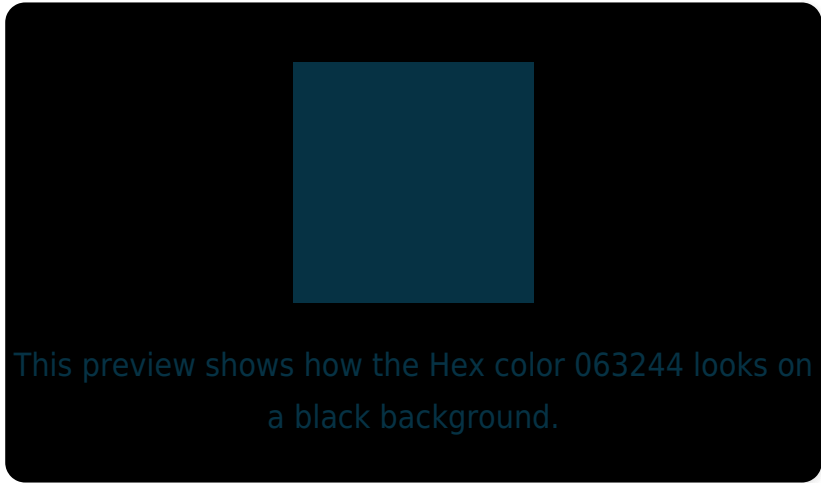 This preview shows how the Hex color 063244 looks on
a black background.